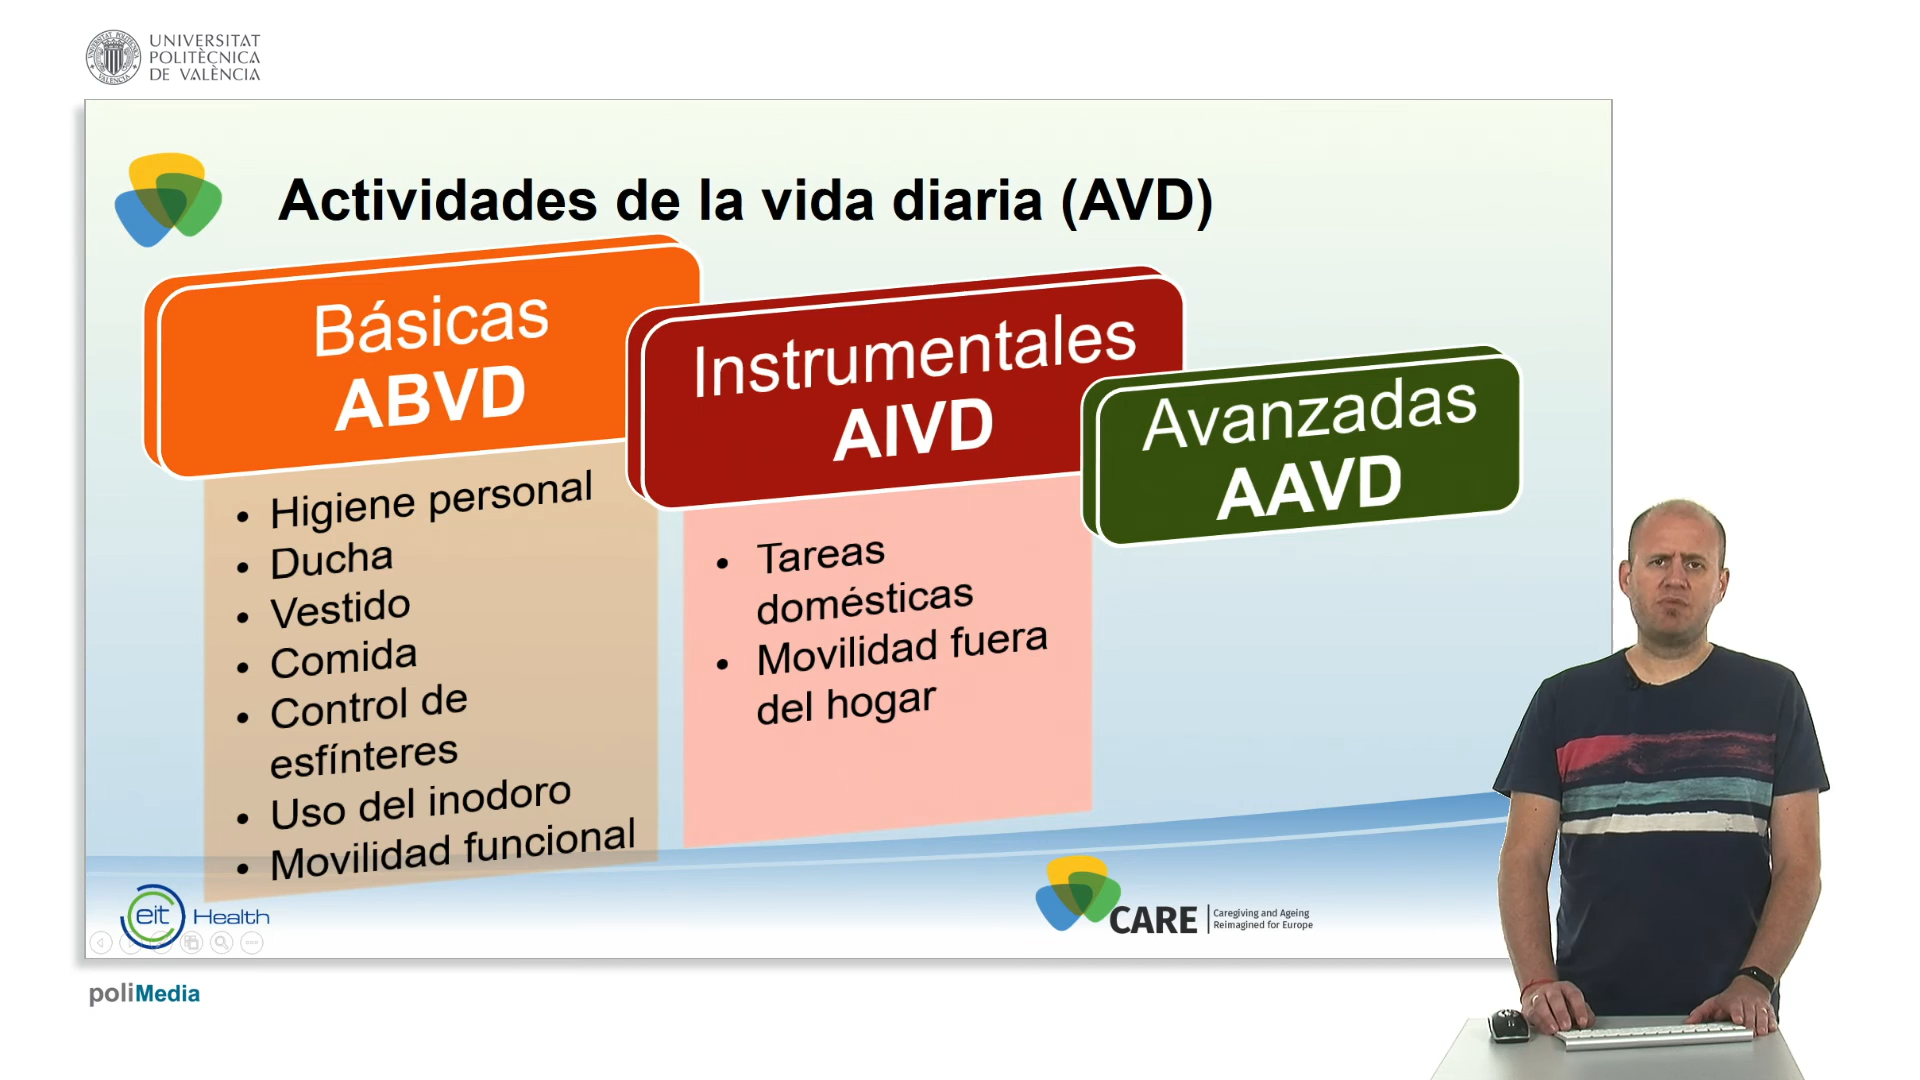 UNIVERSITAT
POLITÈCNICA
DE VALÈNCIA
Actividades de la vida diaria (AVD)
Básicas
ABVD
• Higiene personal
• Ducha
• Vestido
• Comida
• Control de
esfínteres
• Uso del inodoro
• Movilidad funcional
Instrumentales
AIVD
• Tareas
domésticas
• Movilidad fuera
del hogar
Avanzadas
AAVD
eit Health
CARE
Caregiving and Ageing
Reimagined for Europe
poliMedia